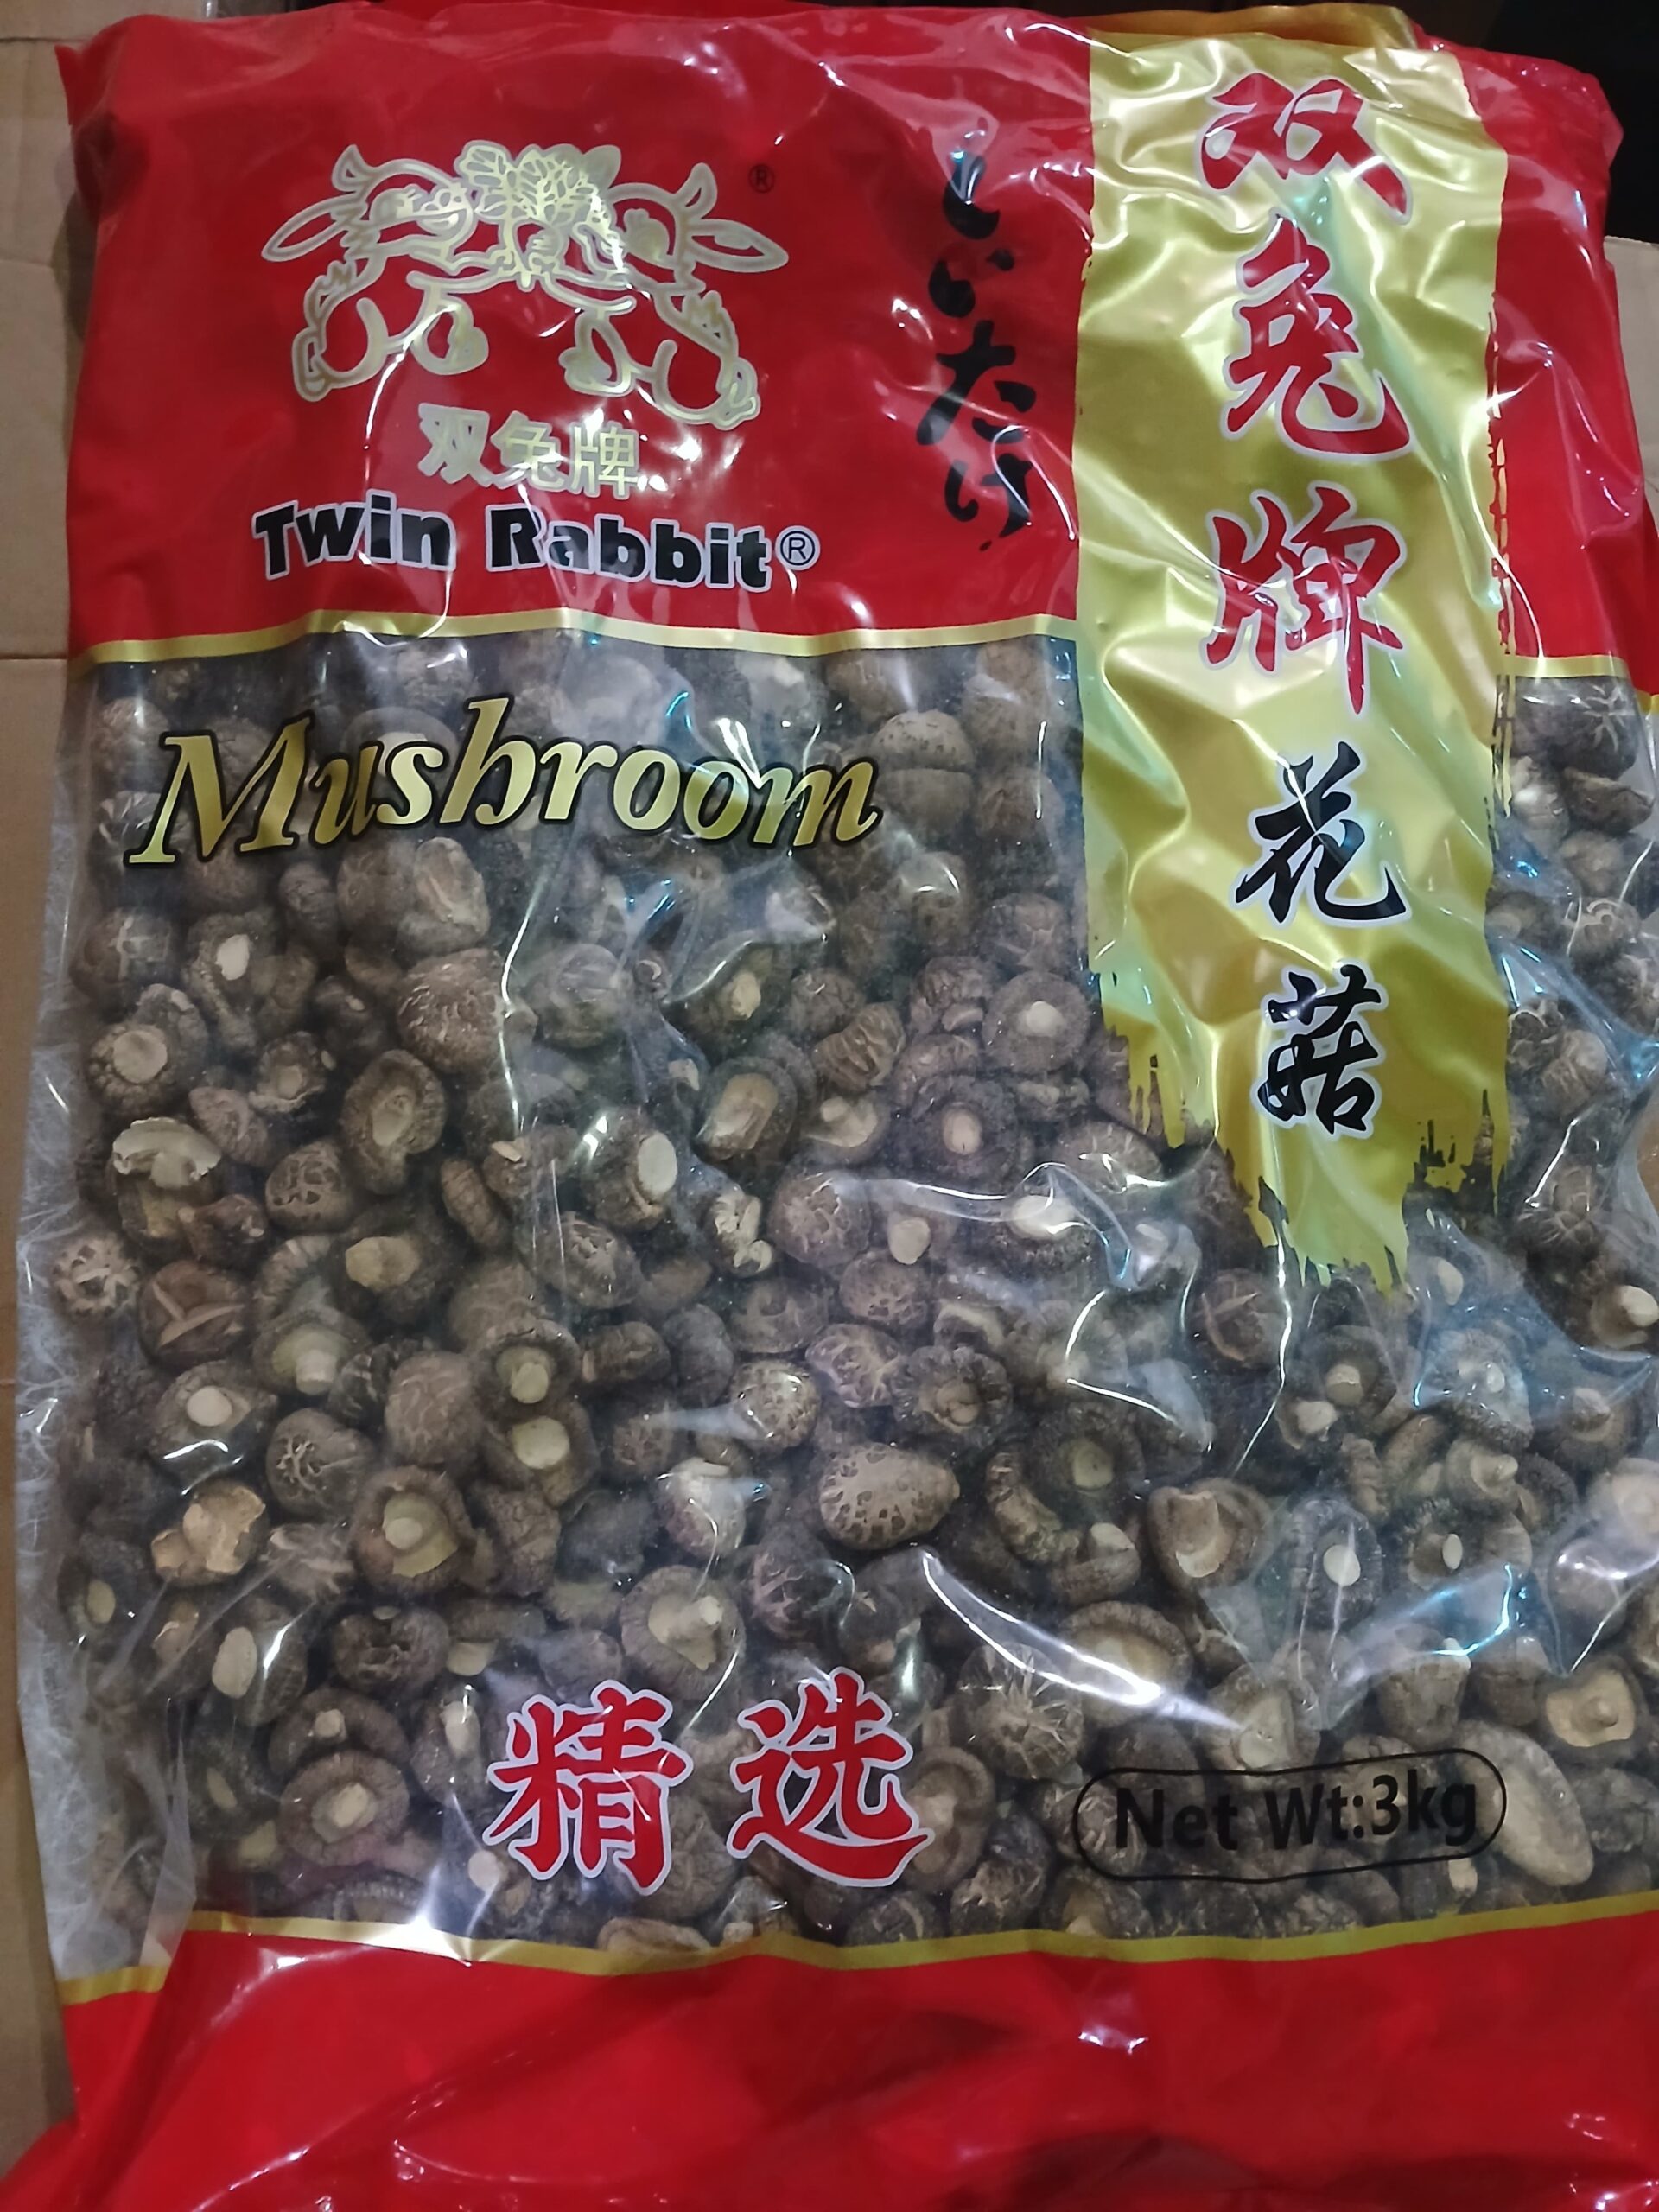 ®
双兔牌
Twin Rabbit®
しいたけ
双兔牌花菇
Mushroom
精选
Net Wt:3kg